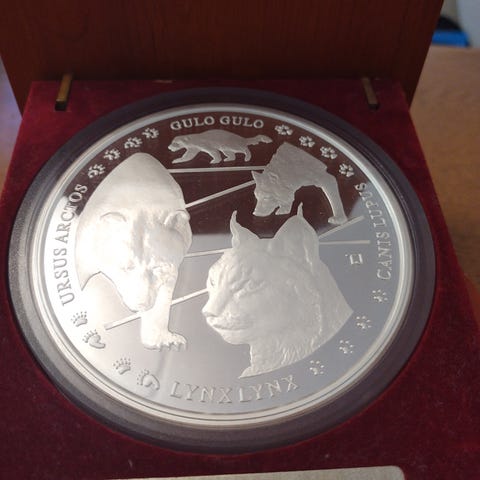 GULO GULO
URSUS ARCTOS
CANIS LUPUS
LYNX LYNX